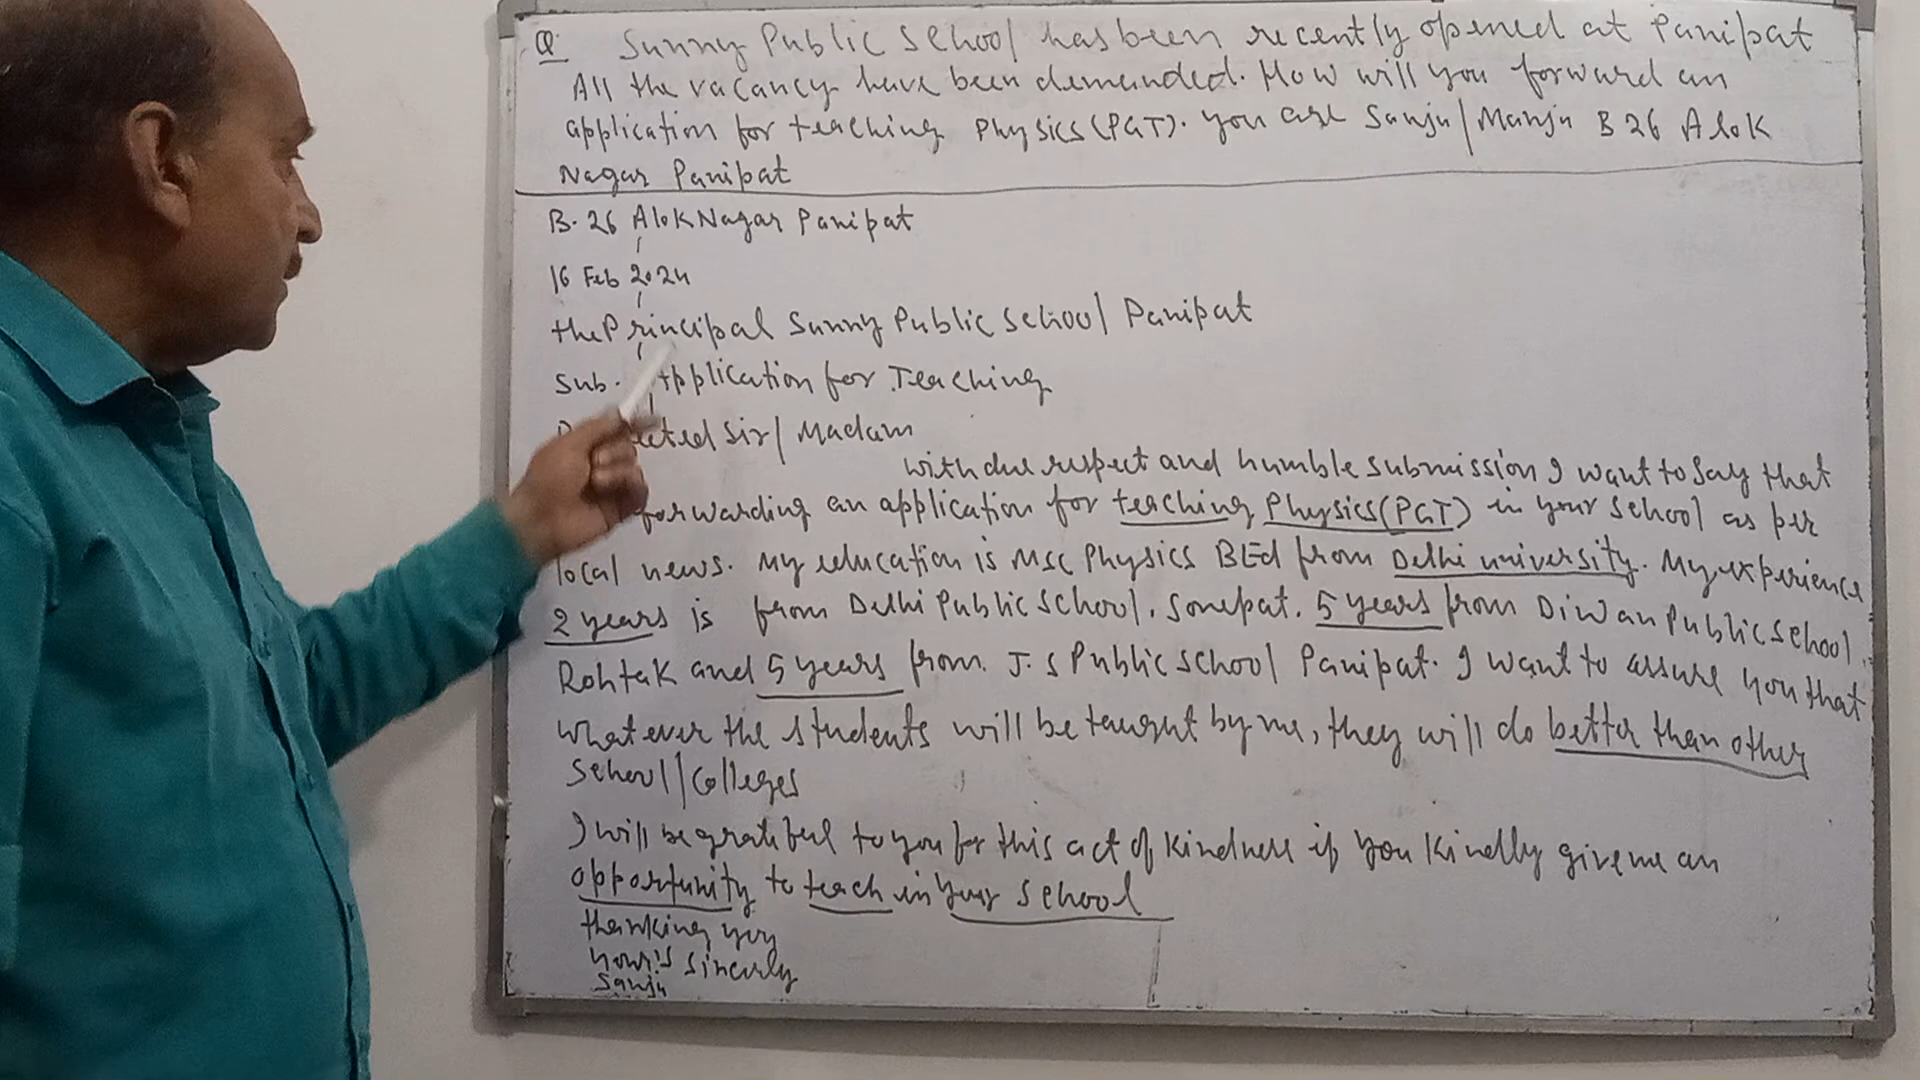 Q Sunny Public School has been recently opened at Panipat
All the vacancy have been demanded. How will you forward an
application for teaching Physics (PGT). You are Sanju/Manju B 26 Alok
Nagar Panipat
B. 26 Alok Nagar Panipat
16 Feb 2024
the Principal Sunny Public School Panipat
Sub. Application for Teaching
Sir/Madam
with due respect and humble submission I want to say that
forwarding an application for teaching Physics (PGT) in your school as per
local news. My education is MSc Physics BEd from Delhi university. My experience
2 years is from Delhi Public School, Sonepat. 5 years from Diwan Public School,
Rohtak and 5 years from J. S Public School Panipat. I want to assure you that
whatever the students will be taught by me, they will do better than other
School/Colleges
I will be grateful to you for this act of kindness if you kindly give me an
opportunity to teach in your school
thanking you
your's sincerly
Sanju